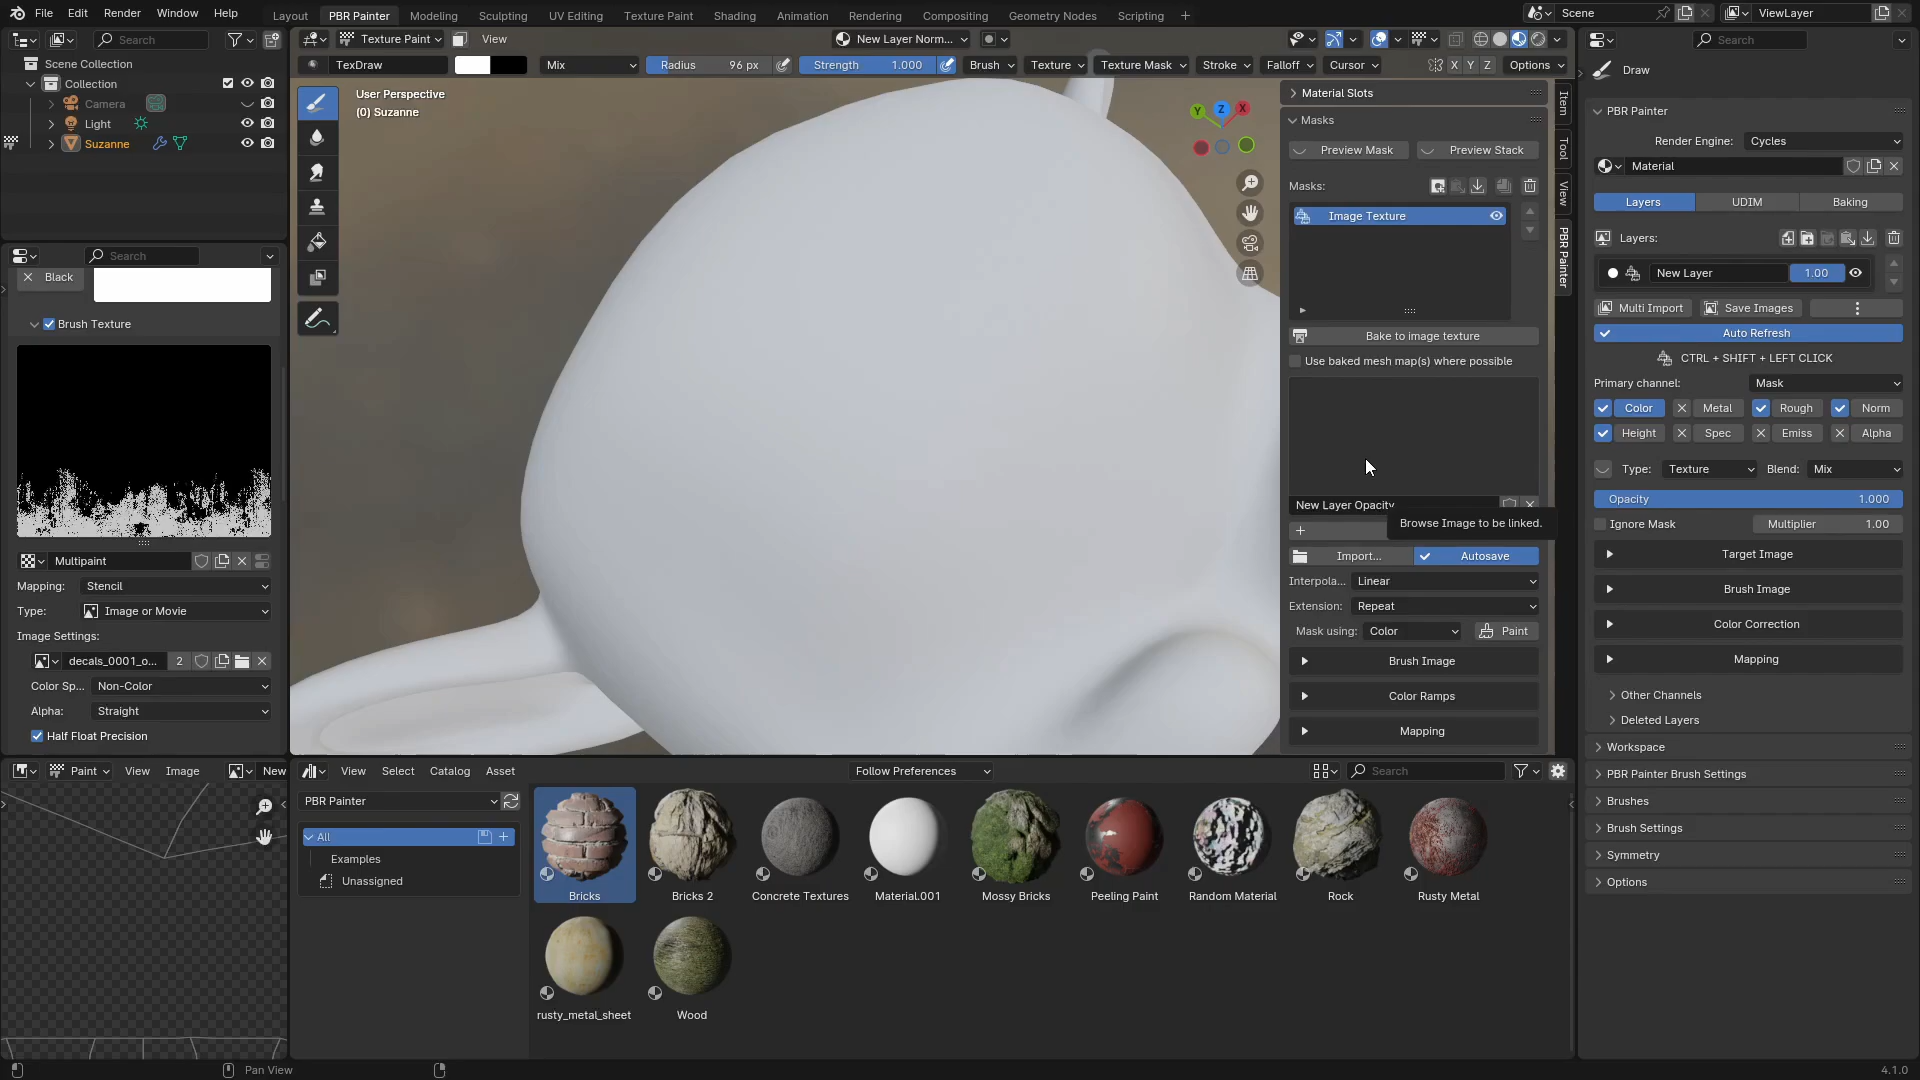 File Edit Render Window Help
Layout PBR Painter Modeling Sculpting UV Editing Texture Paint Shading Animation Rendering Compositing Geometry Nodes Scripting
Scene
ViewLayer
Search
Texture Paint View
New Layer Norm...
Search
Scene Collection
Collection
Camera
Light
Suzanne
TexDraw Mix Radius 96 px Strength 1.000 Brush Texture Texture Mask Stroke Falloff Cursor X Y Z Options
User Perspective
(0) Suzanne
Y Z X
Search
Black
Brush Texture
Multipaint
Mapping: Stencil
Type: Image or Movie
Image Settings:
decals_0001_o... 2
Color Sp... Non-Color
Alpha: Straight
Half Float Precision
Material Slots
Masks
Preview Mask Preview Stack
Masks:
Image Texture
Bake to image texture
Use baked mesh map(s) where possible
New Layer Opacity
Browse Image to be linked.
Import... Autosave
Interpola... Linear
Extension: Repeat
Mask using: Color Paint
Brush Image
Color Ramps
Mapping
Item
Tool
View
PBR Painter
Draw
PBR Painter
Render Engine: Cycles
Material
Layers UDIM Baking
Layers:
New Layer 1.00
Multi Import Save Images
Auto Refresh
CTRL + SHIFT + LEFT CLICK
Primary channel: Mask
Color Metal Rough Norm
Height Spec Emiss Alpha
Type: Texture Blend: Mix
Opacity 1.000
Ignore Mask Multiplier 1.00
Target Image
Brush Image
Color Correction
Mapping
Other Channels
Deleted Layers
Workspace
PBR Painter Brush Settings
Brushes
Brush Settings
Symmetry
Options
Paint View Image New
View Select Catalog Asset
Follow Preferences
Search
PBR Painter
All
Examples
Unassigned
Bricks Bricks 2 Concrete Textures Material.001 Mossy Bricks Peeling Paint Random Material Rock Rusty Metal
rusty_metal_sheet Wood
Pan View
4.1.0